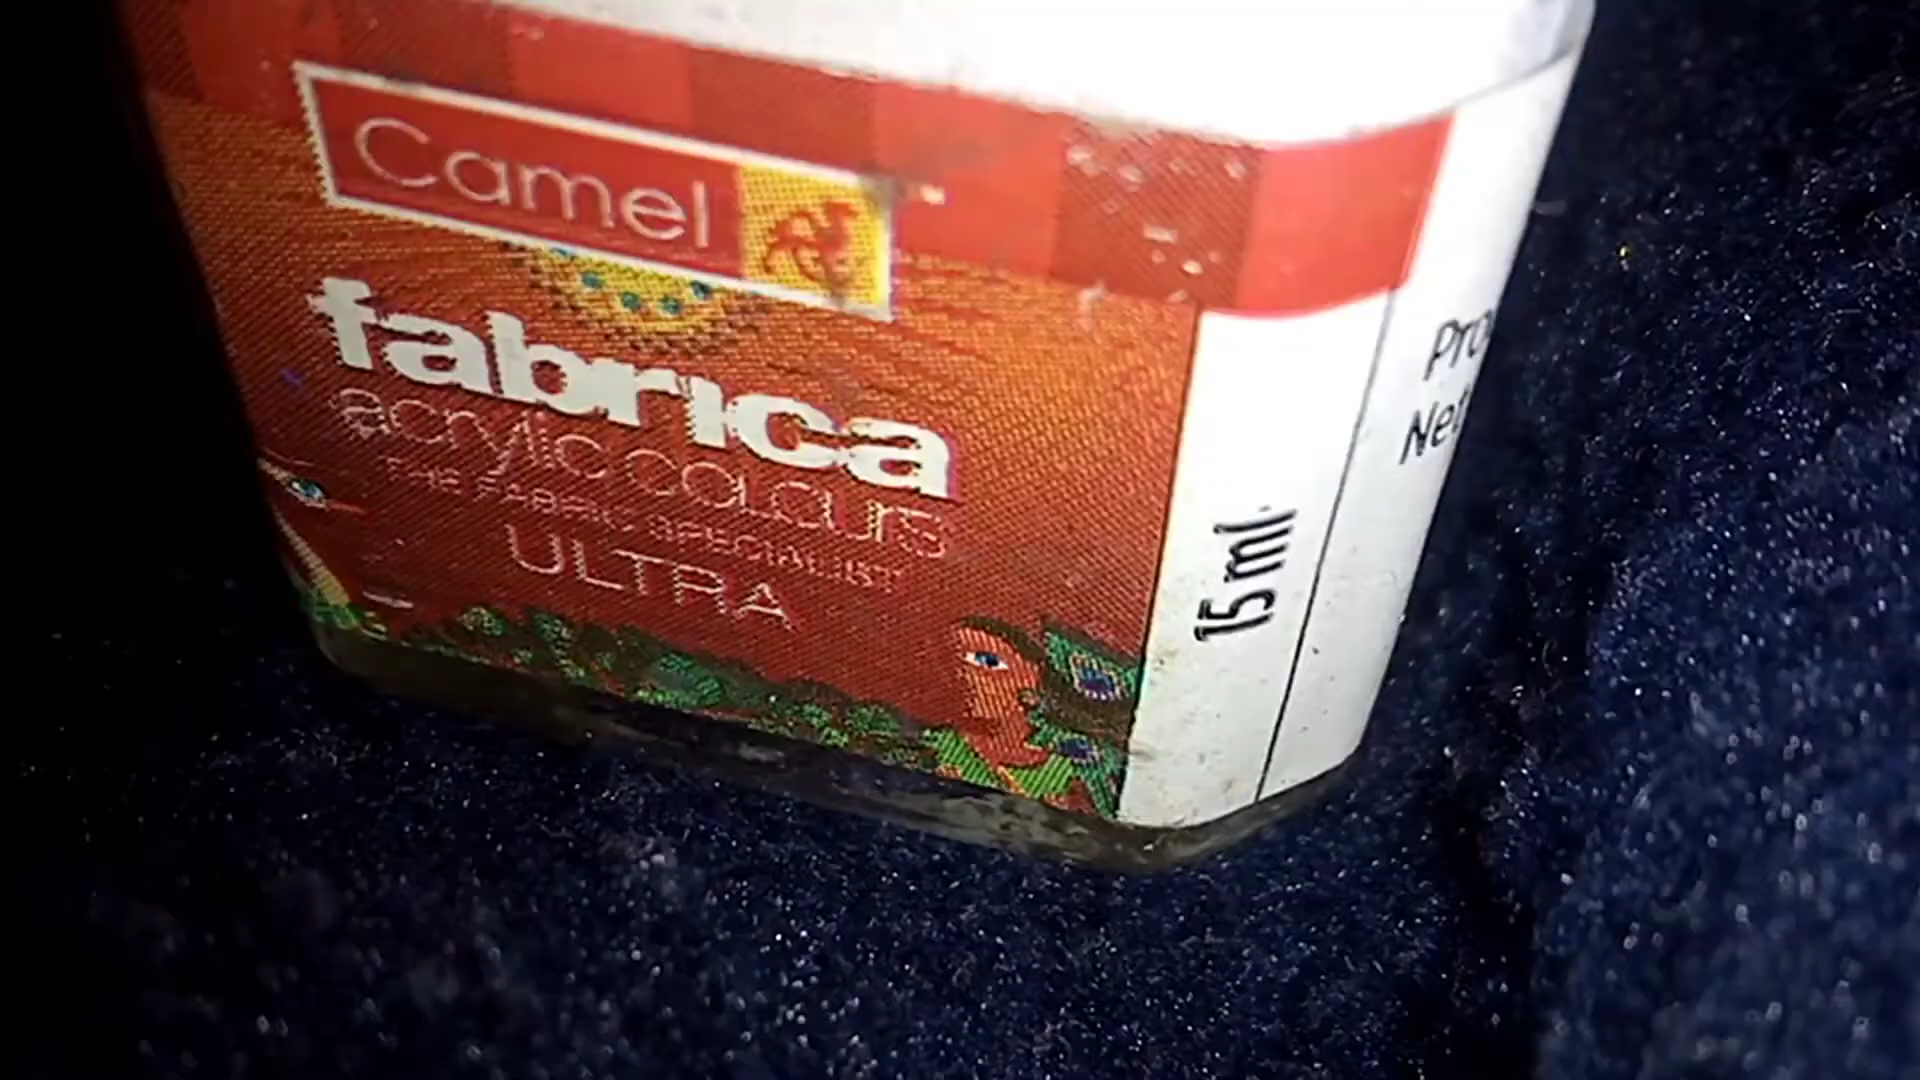 Camel
fabrica
acrylic colours
THE FABRIC SPECIALIST
ULTRA
15 ml.
Pro
Net